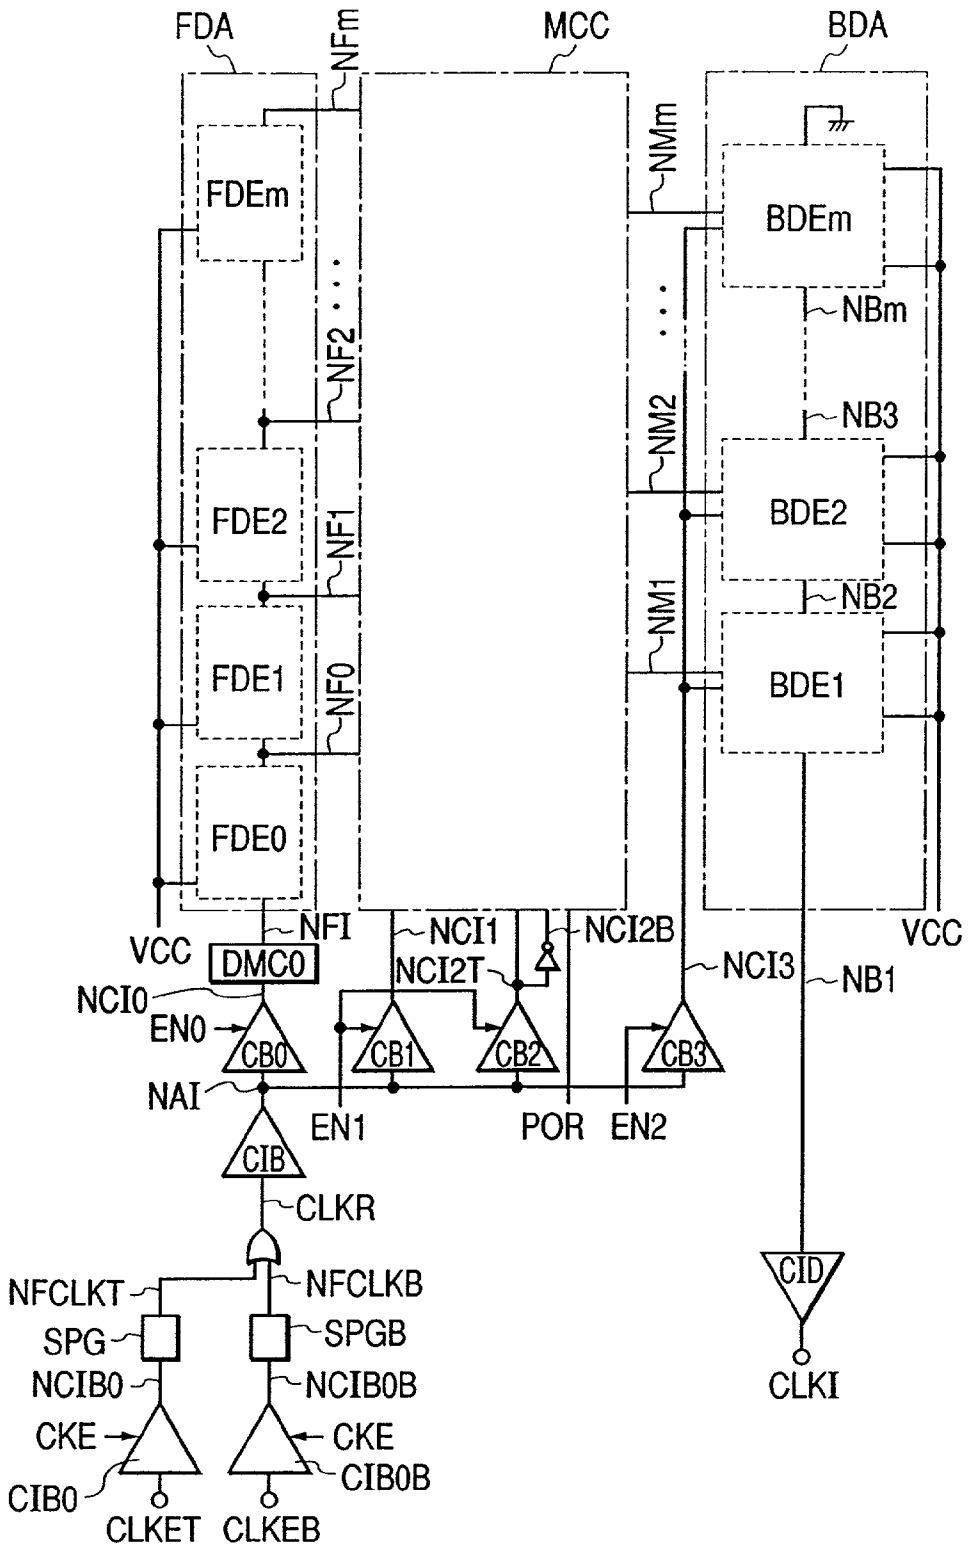 FDA
NFm
MCC
BDA
FDEm
NMm
BDEm
NBm
NF2
NM2
NB3
FDE2
NF1
BDE2
NB2
NM1
FDE1
NF0
BDE1
FDE0
VCC
NFI
DMC0
NCI1
NCI2B
NCI2T
NCI3
NB1
VCC
NCI0
EN0
CB0
CB1
CB2
CB3
NAI
EN1
POR
EN2
CIB
CLKR
CID
NFCLKT
NFCLKB
SPG
SPGB
CLKI
NCIB0
NCIB0B
CKE
CKE
CIB0
CIB0B
CLKET
CLKEB